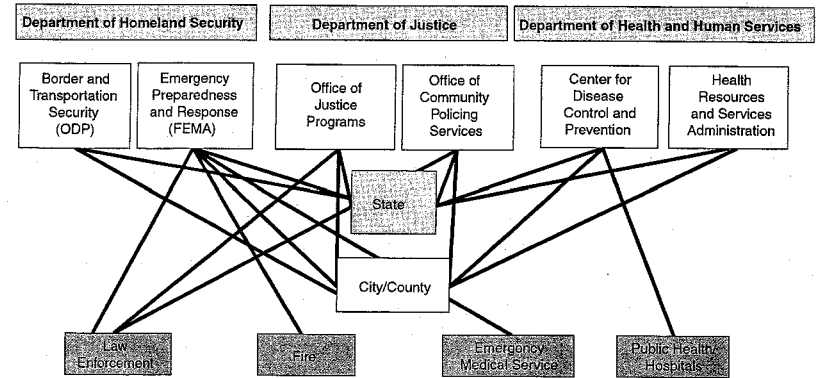 Department of Homeland Security
Department of Justice
Department of Health and Human Services
Border and
Transportation
Security
(ODP)
Emergency
Preparedness
and Response
(FEMA)
Office of
Justice
Programs
Office of
Community
Policing
Services
Center for
Disease
Control and
Prevention
Health
Resources
and Services
Administration
State
City/County
Law
Enforcement
Fire
Emergency
Medical Service
Public Health/
Hospitals